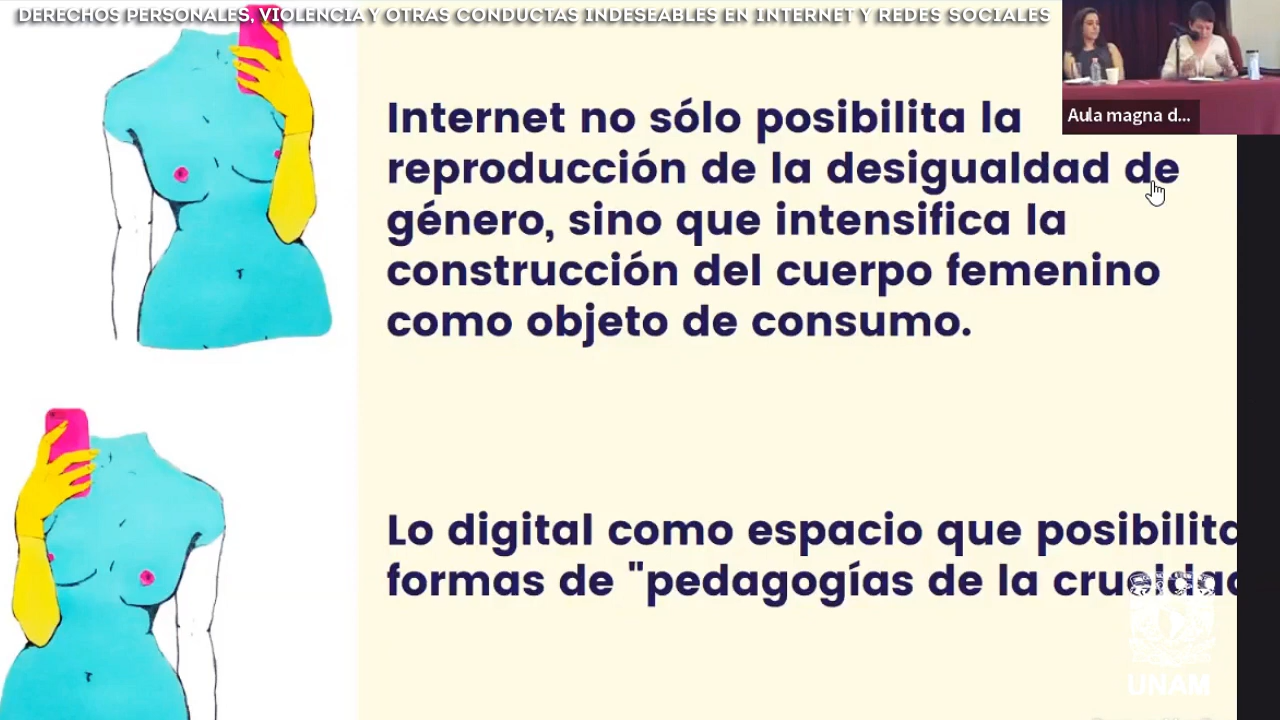 DERECHOS PERSONALES, VIOLENCIA Y OTRAS CONDUCTAS INDESEABLES EN INTERNET Y REDES SOCIALES
Aula magna d...
Internet no sólo posibilita la
reproducción de la desigualdad de
género, sino que intensifica la
construcción del cuerpo femenino
como objeto de consumo.
Lo digital como espacio que posibilita
formas de "pedagogías de la crueldad
UNAM